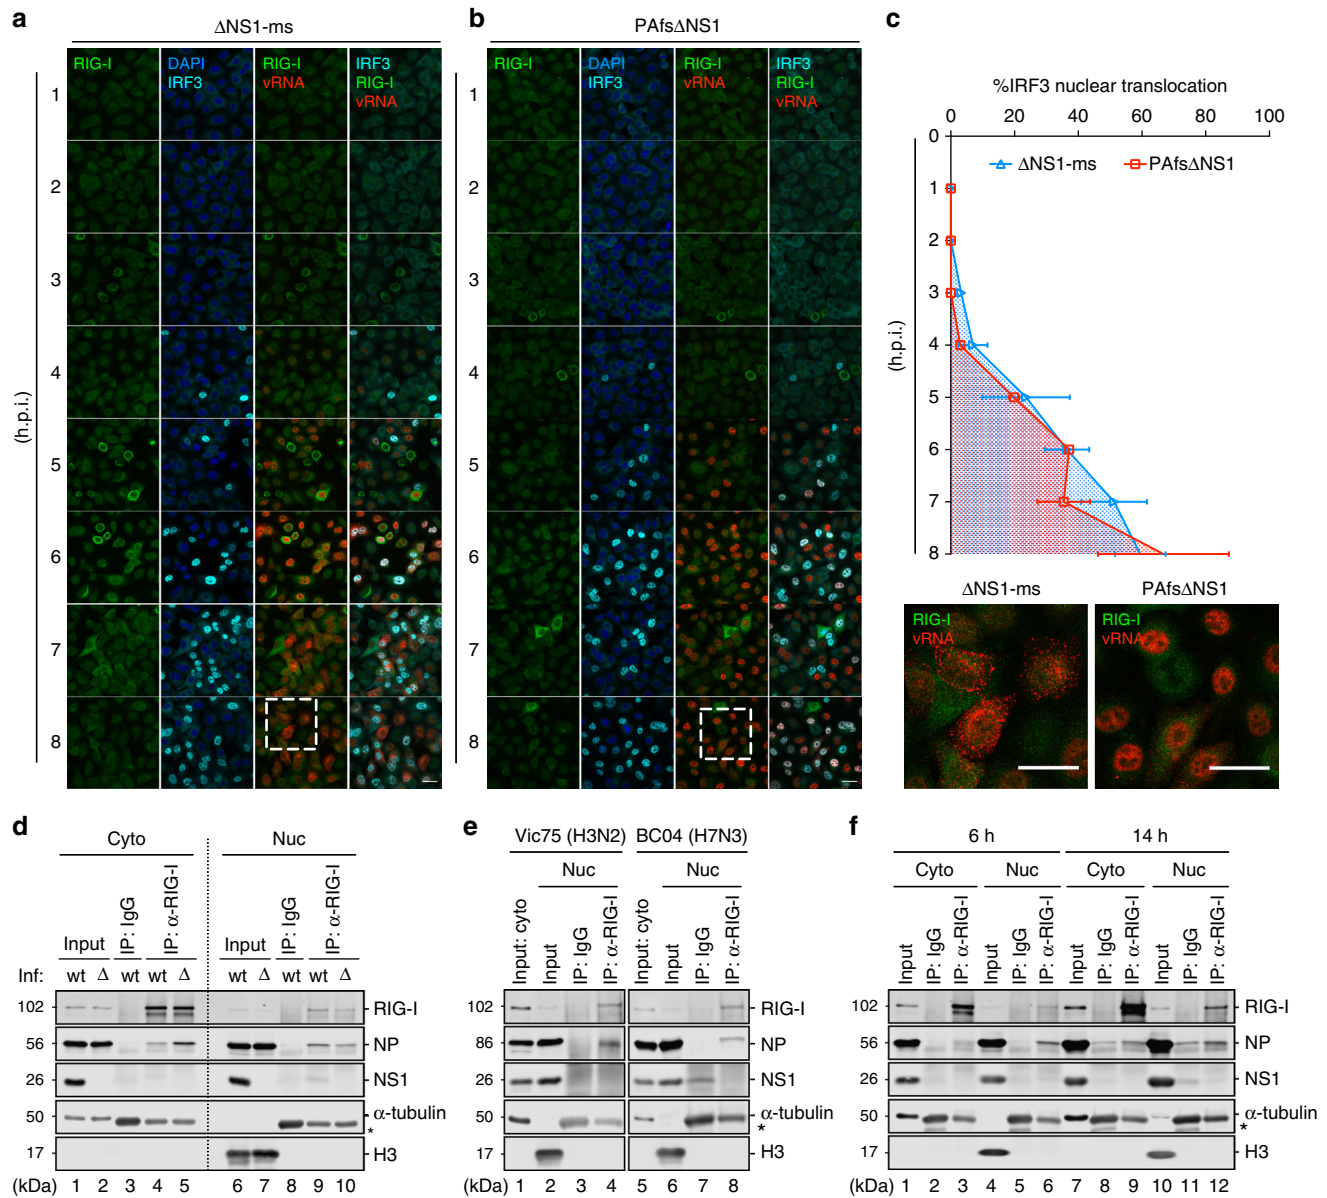 a
ΔNS1-ms
RIG-I
DAPI
IRF3
RIG-I
vRNA
IRF3
RIG-I
vRNA
1
2
3
4
5
6
7
8
(h.p.i.)
b
PAfsΔNS1
RIG-I
DAPI
IRF3
RIG-I
vRNA
IRF3
RIG-I
vRNA
1
2
3
4
5
6
7
8
c
%IRF3 nuclear translocation
0 20 40 60 80 100
0
1
2
3
4
5
6
7
8
(h.p.i.)
ΔNS1-ms
PAfsΔNS1
ΔNS1-ms
RIG-I
vRNA
PAfsΔNS1
RIG-I
vRNA
d
Cyto
Nuc
Input
IP: IgG
IP: α-RIG-I
Input
IP: IgG
IP: α-RIG-I
Inf: wt Δ wt wt Δ wt Δ wt wt Δ
102 RIG-I
56 NP
26 NS1
50 α-tubulin
*
17 H3
(kDa) 1 2 3 4 5 6 7 8 9 10
e
Vic75 (H3N2) BC04 (H7N3)
Nuc Nuc
Input: cyto
Input
IP: IgG
IP: α-RIG-I
Input: cyto
Input
IP: IgG
IP: α-RIG-I
102 RIG-I
86 NP
26 NS1
50 α-tubulin
*
17 H3
(kDa) 1 2 3 4 5 6 7 8
f
6 h 14 h
Cyto Nuc Cyto Nuc
Input
IP: IgG
IP: α-RIG-I
Input
IP: IgG
IP: α-RIG-I
Input
IP: IgG
IP: α-RIG-I
Input
IP: IgG
IP: α-RIG-I
102 RIG-I
56 NP
26 NS1
50 α-tubulin
*
17 H3
(kDa) 1 2 3 4 5 6 7 8 9 10 11 12